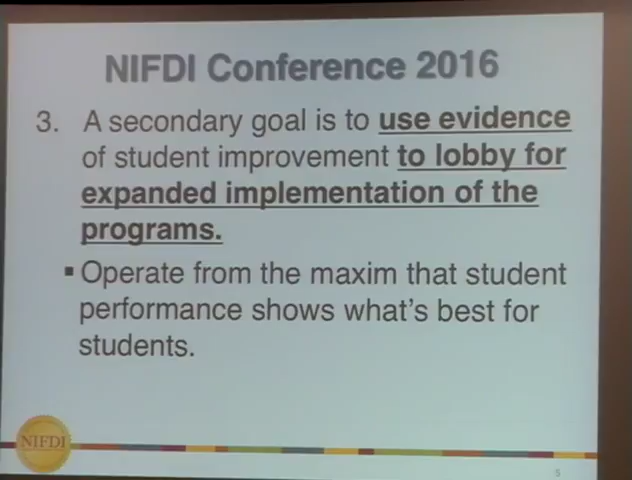 NIFDI Conference 2016
3. A secondary goal is to use evidence
of student improvement to lobby for
expanded implementation of the
programs.
▪ Operate from the maxim that student
performance shows what's best for
students.
NIFDI
5